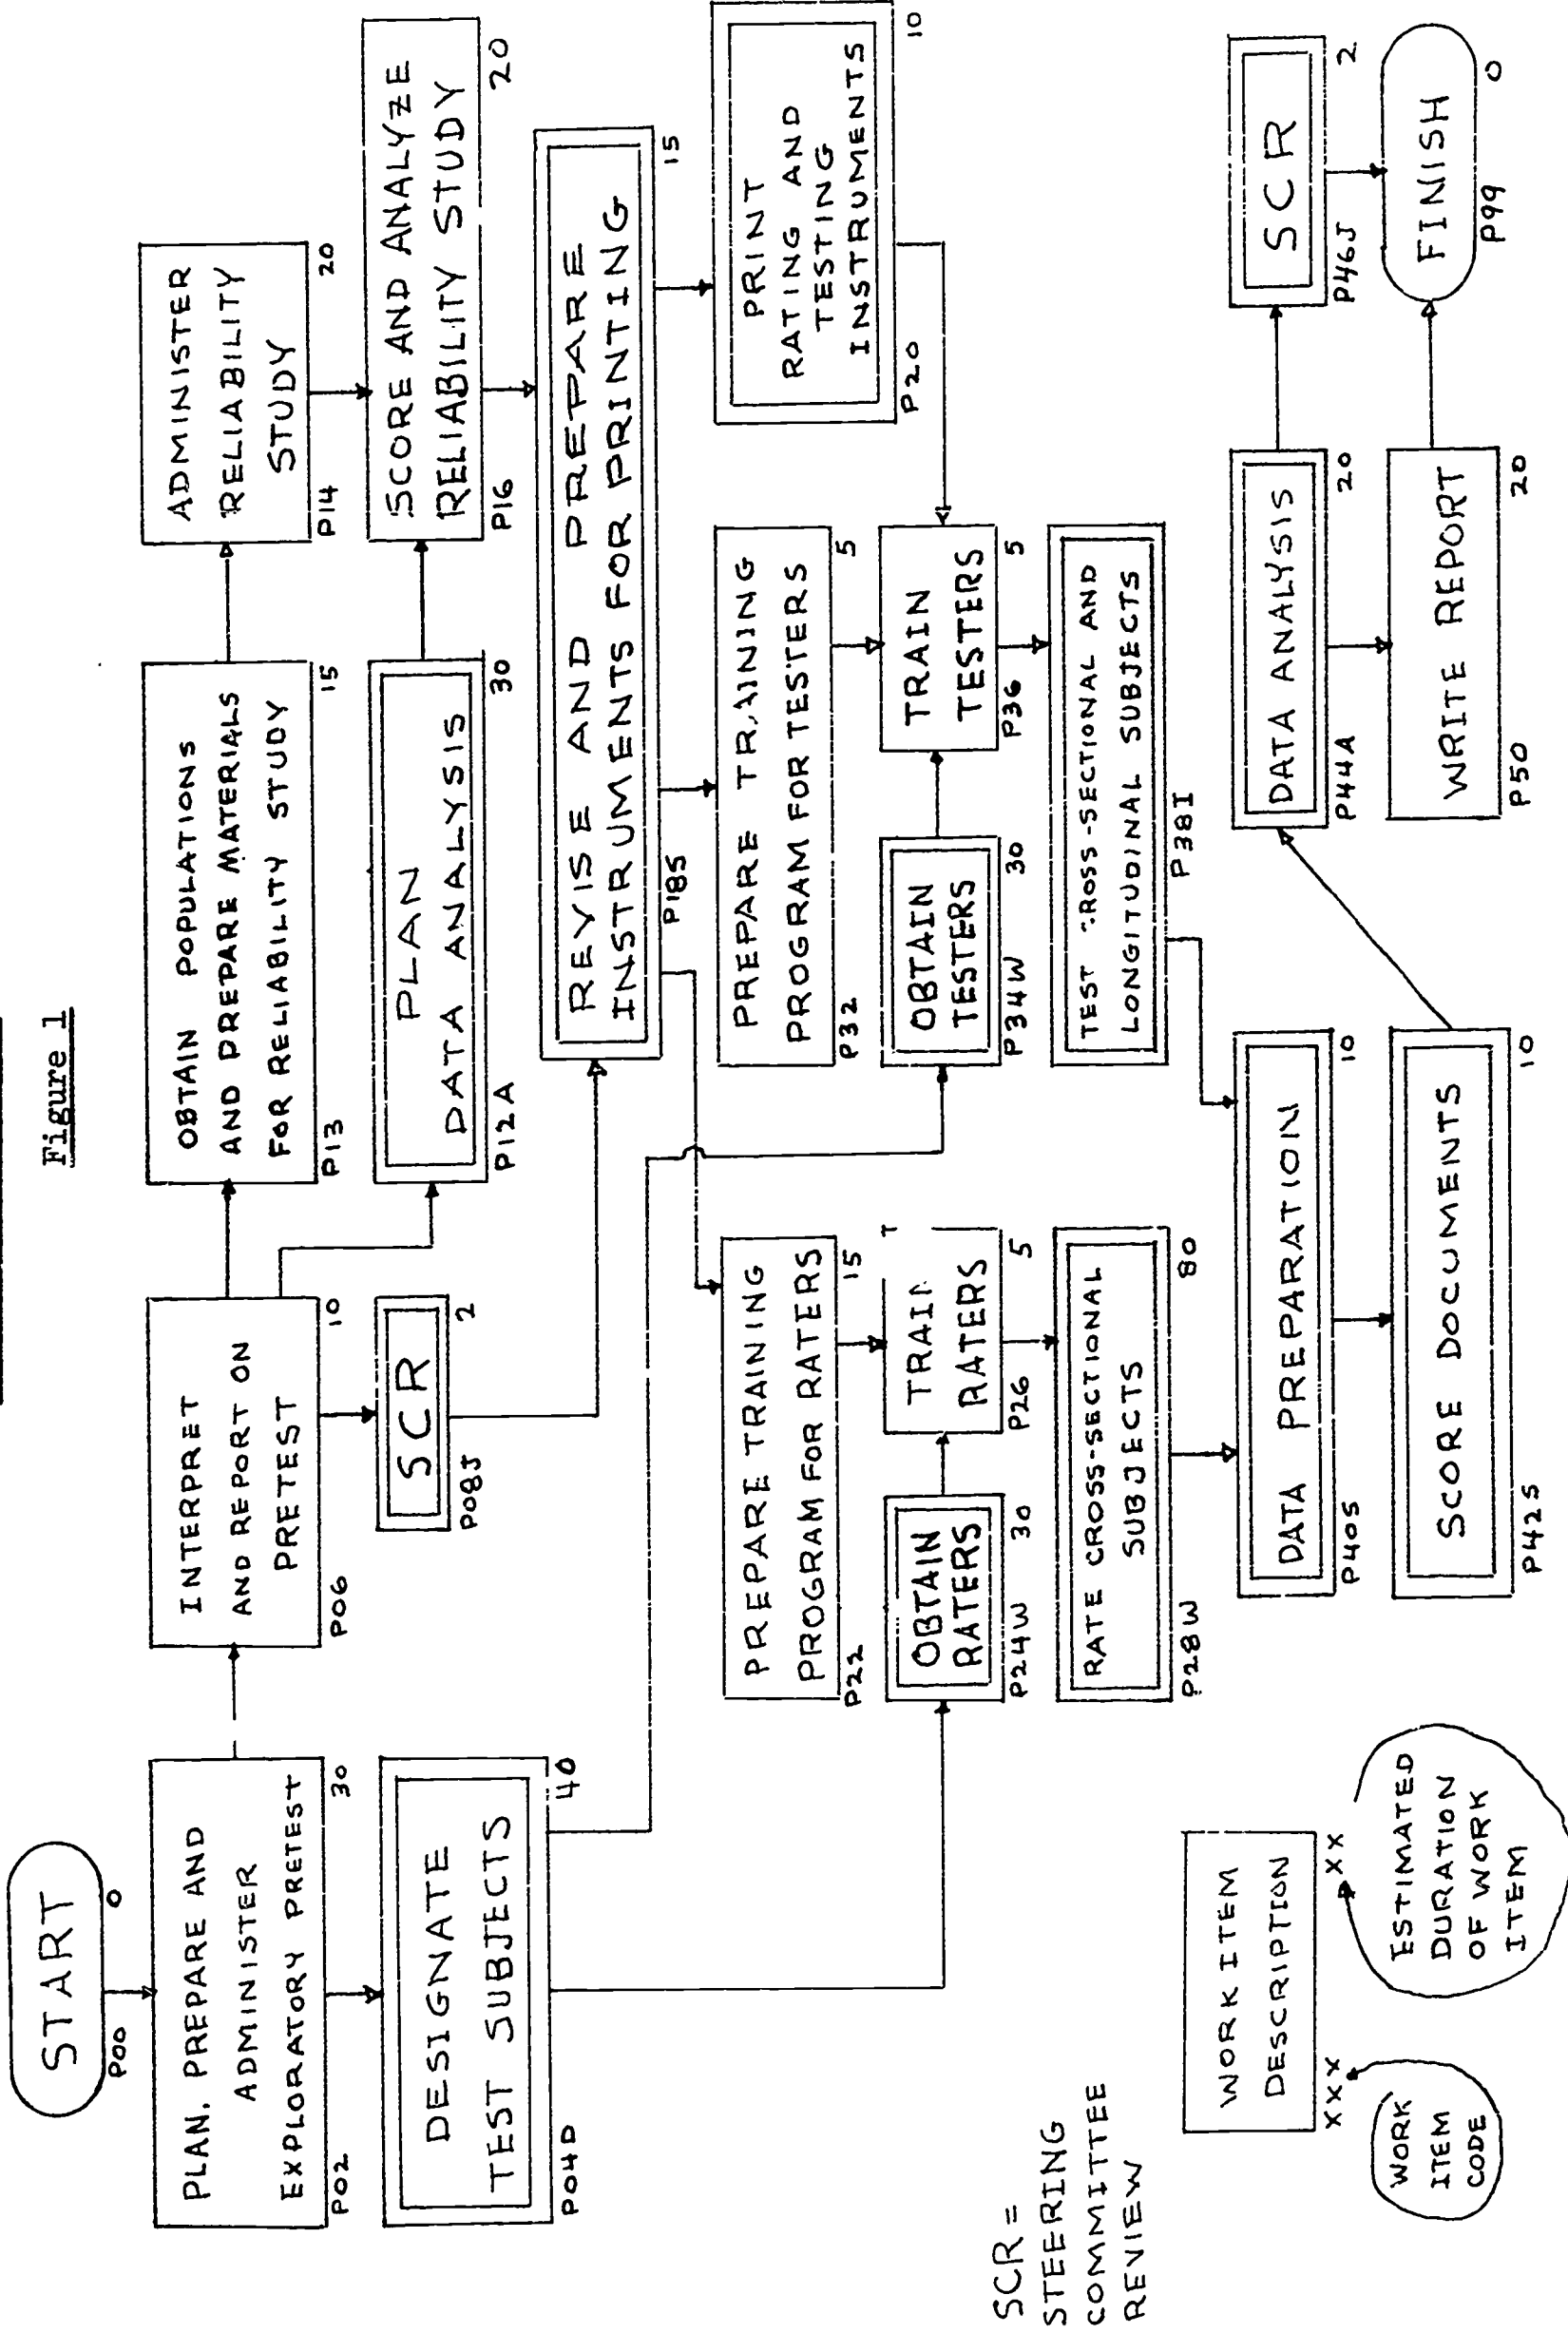 Figure 1
START
P00 0
PLAN, PREPARE AND
ADMINISTER
EXPLORATORY PRETEST
P02 30
DESIGNATE
TEST SUBJECTS
P04D 40
INTERPRET
AND REPORT ON
PRETEST
P06 10
SCR
P08J 2
OBTAIN POPULATIONS
AND PREPARE MATERIALS
FOR RELIABILITY STUDY
P13 15
PLAN
DATA ANALYSIS
P12A 30
ADMINISTER
RELIABILITY
STUDY
P14 20
SCORE AND ANALYZE
RELIABILITY STUDY
P16 20
REVISE AND PREPARE
INSTRUMENTS FOR PRINTING
P18S 15
PREPARE TRAINING
PROGRAM FOR RATERS
P22 15
OBTAIN
RATERS
P24W 30
TRAIN
RATERS
P26 5
RATE CROSS-SECTIONAL
SUBJECTS
P28W 80
PREPARE TRAINING
PROGRAM FOR TESTERS
P32 5
OBTAIN
TESTERS
P34W 30
TRAIN
TESTERS
P36 5
TEST CROSS-SECTIONAL AND
LONGITUDINAL SUBJECTS
P38I
PRINT
RATING AND
TESTING
INSTRUMENTS
P20 10
DATA PREPARATION
P40S 10
SCORE DOCUMENTS
P42S 10
DATA ANALYSIS
P44A 20
WRITE REPORT
P50 20
SCR
P46J 2
FINISH
P99 0
SCR =
STEERING
COMMITTEE
REVIEW
WORK ITEM
DESCRIPTION
XXX XX
WORK
ITEM
CODE
ESTIMATED
DURATION
OF WORK
ITEM